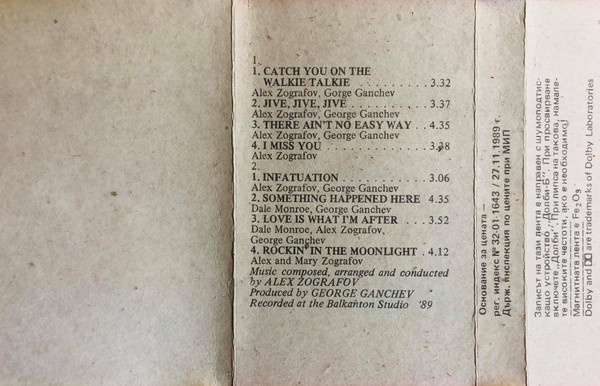 1.
1. CATCH YOU ON THE
WALKIE TALKIE . . . . . . . . . 3.32
Alex Zografov, Gorge Ganchev
2. JIVE, JIVE, JIVE . . . . . . . . . 3.37
Alex Zografov, George Ganchev
3. THERE AIN'T NO EASY WAY . . 4.35
Alex Zografov, George Ganchev
4. I MISS YOU . . . . . . . . . . . . 3.38
Alex Zografov
2.
1. INFATUATION . . . . . . . . . . 3.06
Alex Zografov, George Ganchev
2. SOMETHING HAPPENED HERE 4.35
Dale Monroe, George Ganchev
3. LOVE IS WHAT I'M AFTER . . . 3.52
Dale Monroe, Alex Zografov,
George Ganchev
4. ROCKIN' IN THE MOONLIGHT . 4.12
Alex and Mary Zografov
Music composed, arranged and conducted
by ALEX ZOGRAFOV
Produced by GEORGE GANCHEV
Recorded at the Balkanton Studio '89
Основание за цената —
рег. индекс № 32-01-1643 / 27.11.1989 г.
Държ. инспекция по цените при МИП
Записът на тази лента е направен с шумоподтис-
кащо устройство „Долби-Б". При просвирване
включете „Долби". При липса на такова, намале-
те високите честоти, ако е необходимо!
Магнитната лента е Fe2O3
Dolby and are trademarks of Dolby Laboratories